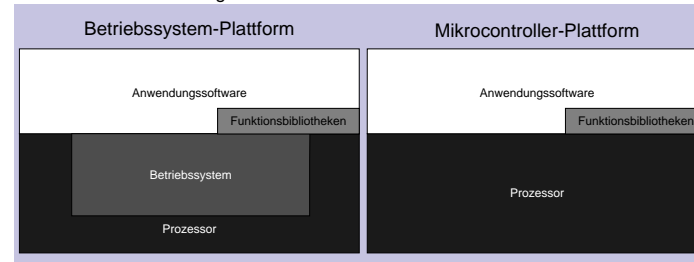 Betriebssystem-Plattform
Mikrocontroller-Plattform
Anwendungssoftware
Anwendungssoftware
Funktionsbibliotheken
Funktionsbibliotheken
Betriebssystem
Prozessor
Prozessor